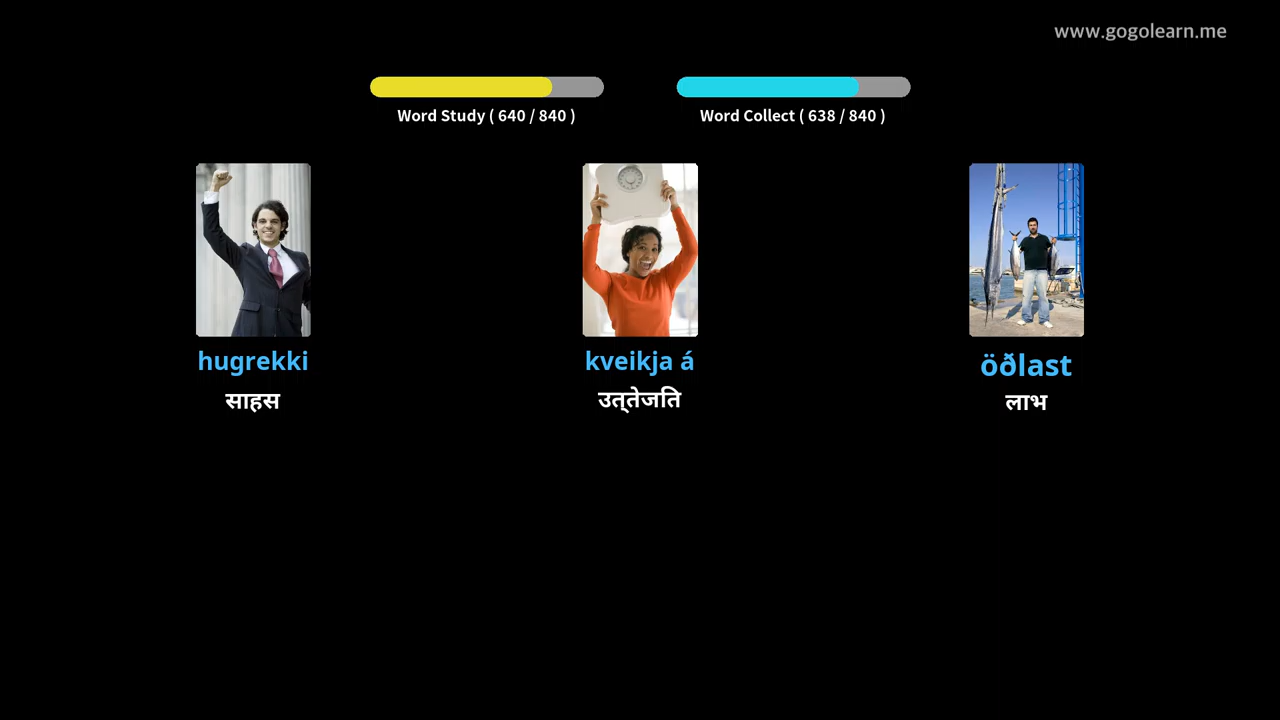 www.gogolearn.me
Word Study ( 640 / 840 )
Word Collect ( 638 / 840 )
hugrekki
kveikja á
öðlast
साहस
उत्‌तेजति
लाभ